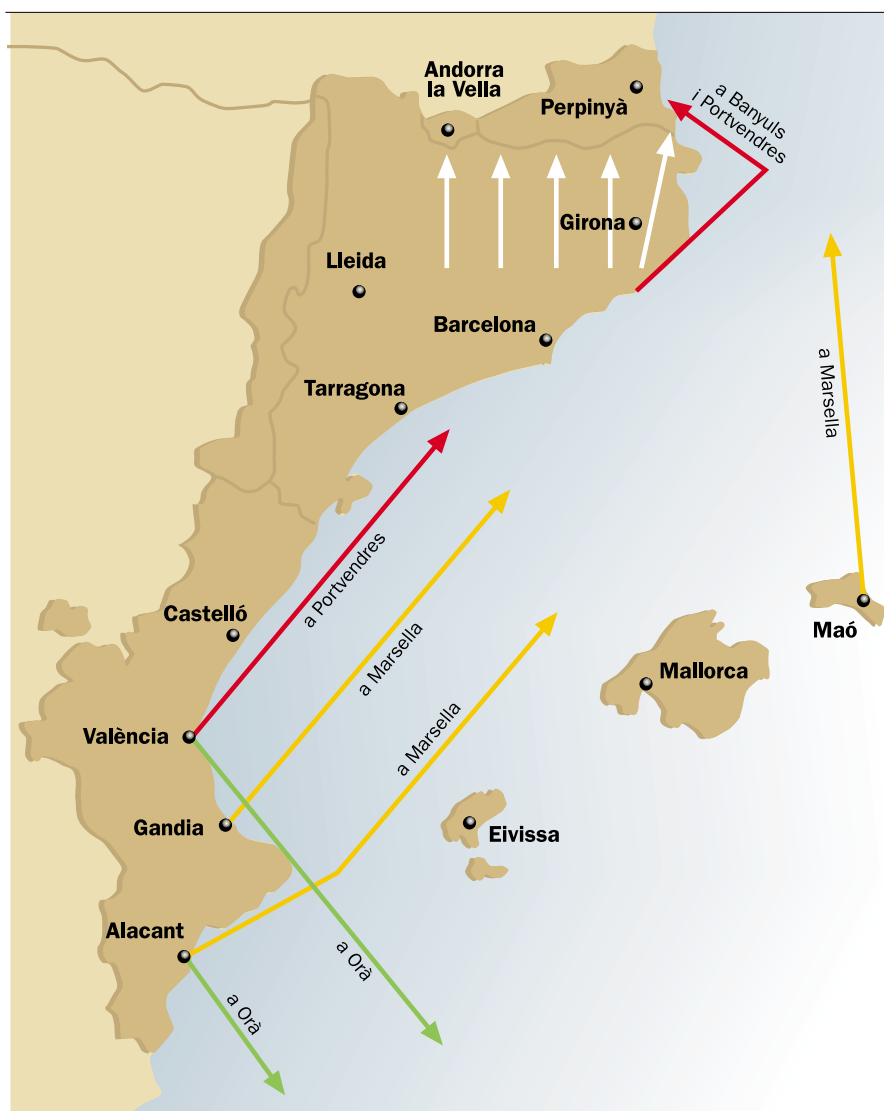 Andorra
la Vella
Perpinyà
a Banyuls
i Portvendres
Girona
Lleida
Barcelona
a Marsella
Tarragona
a Portvendres
Castelló
a Marsella
Maó
Mallorca
València
a Marsella
Gandia
Eivissa
Alacant
a Orà
a Orà